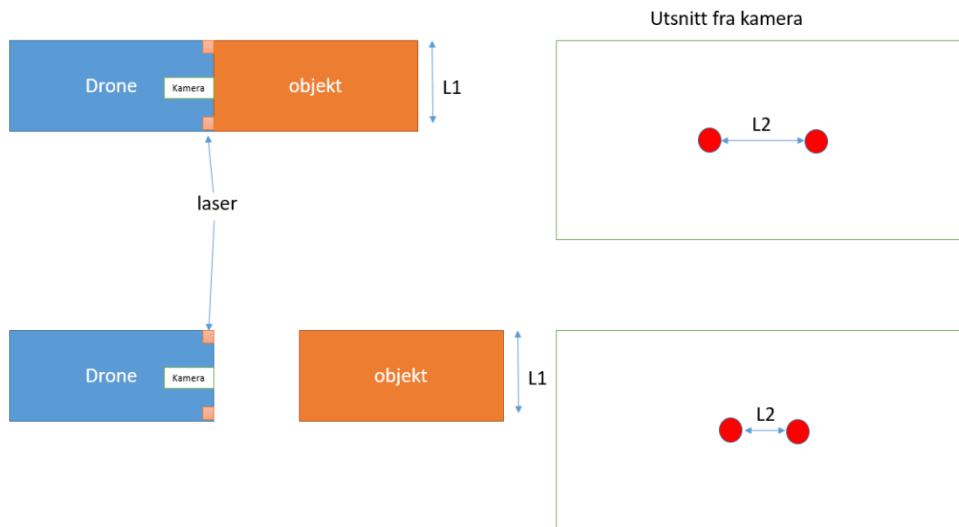 Utsnitt fra kamera
Drone
Kamera
objekt
L1
L2
laser
Drone
Kamera
objekt
L1
L2